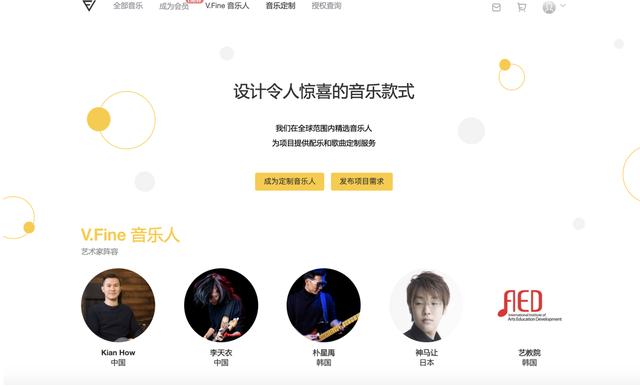 全部音乐 成为会员 V.Fine 音乐人 音乐定制 授权查询
设计令人惊喜的音乐款式
我们在全球范围内精选音乐人
为项目提供配乐和歌曲定制服务
成为定制音乐人 发布项目需求
V.Fine 音乐人
艺术家阵容
AED
International Institute of
Arts Education Development
Kian How 李天农 朴星禹 神马让 艺教院
中国 中国 韩国 日本 韩国